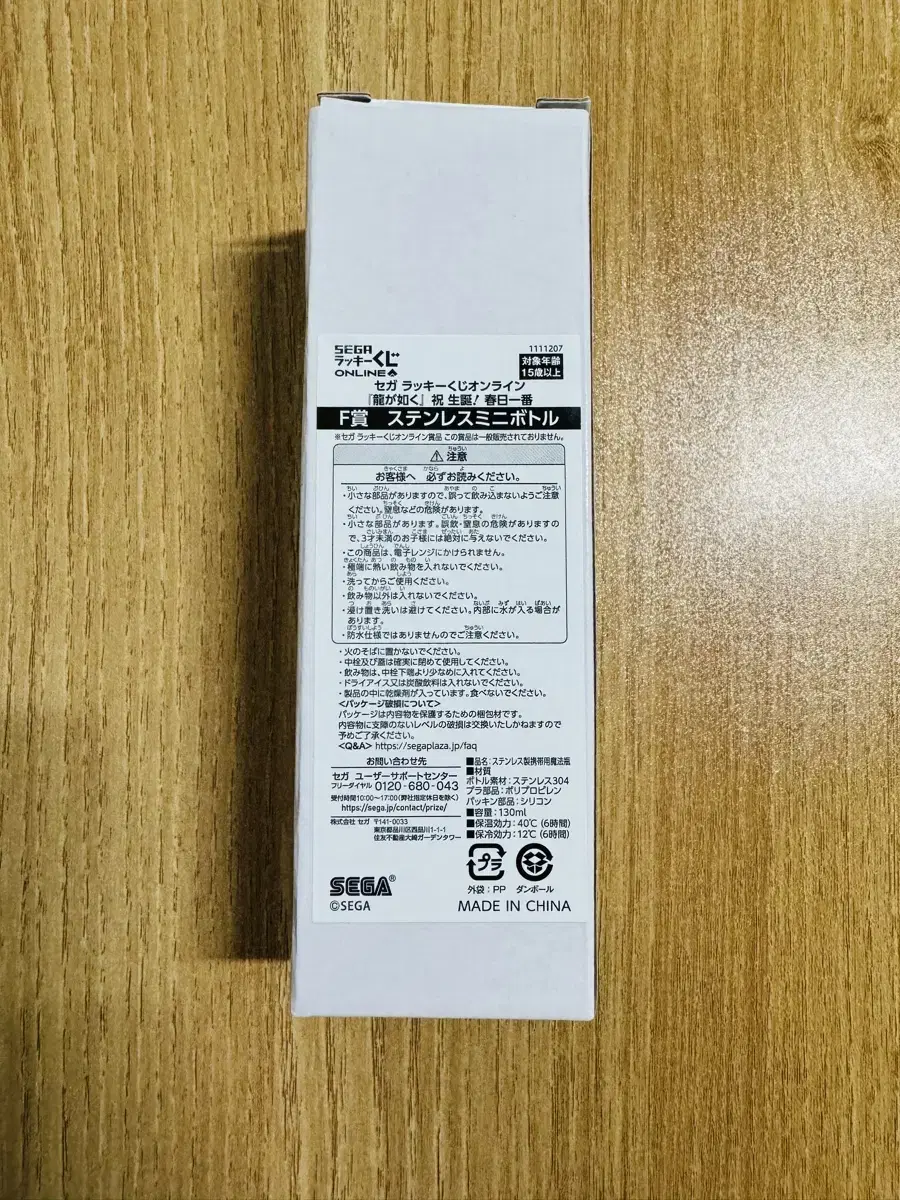 SEGA
ラッキーくじ
ONLINE
1111207
対象年齢
15歳以上
セガ ラッキーくじオンライン
『龍が如く』祝 生誕! 春日一番
F賞 ステンレスミニボトル
※セガ ラッキーくじオンライン賞品 この賞品は一般販売されておりません。
⚠注意
お客様へ 必ずお読みください。
・小さな部品がありますので、誤って飲み込まないようご注意
ください。窒息などの危険があります。
・小さな部品があります。誤飲・窒息の危険がありますの
で、3才未満のお子様には絶対に与えないでください。
・この商品は、電子レンジにかけられません。
・極端に熱い飲み物を入れないでください。
・洗ってからご使用ください。
・飲み物以外は入れないでください。
・浸け置き洗いは避けてください。内部に水が入る場合が
あります。
・防水仕様ではありませんのでご注意ください。
・火のそばに置かないでください。
・中栓及び蓋は確実に閉めて使用してください。
・飲み物は、中栓下端より少なめに入れてください。
・ドライアイス又は炭酸飲料は入れないでください。
・製品の中に乾燥剤が入っています。食べないでください。
<パッケージ破損について>
パッケージは内容物を保護するための梱包材です。
内容物に支障のないレベルの破損は交換いたしかねますので
予めご了承ください。
<Q&A> https://segaplaza.jp/faq
お問い合わせ先
セガ ユーザーサポートセンター
フリーダイヤル 0120-680-043
受付時間10:00~17:00(弊社指定休日を除く)
https://sega.jp/contact/prize/
株式会社 セガ 〒141-0033
東京都品川区西品川1-1-1
住友不動産大崎ガーデンタワー
■品名:ステンレス製携帯用魔法瓶
■材質
ボトル素材:ステンレス304
プラ部品:ポリプロピレン
パッキン部品:シリコン
■容量:130ml
■保温効力:40℃ (6時間)
■保冷効力:12℃ (6時間)
プラ
外袋:PP ダンボール
SEGA®
©SEGA
MADE IN CHINA